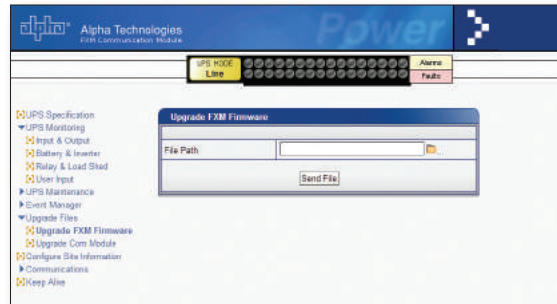 alpha® Alpha Technologies
FXM Communication Module
Power
UPS MODE
Line
Alarms
Faults
UPS Specification
UPS Monitoring
Input & Output
Battery & Inverter
Relay & Load Shed
User Input
UPS Maintenance
Event Manager
Upgrade Files
Upgrade FXM Firmware
Upgrade Com Module
Configure Site Information
Communications
Keep Alive
Upgrade FXM Firmware
File Path
...
Send File